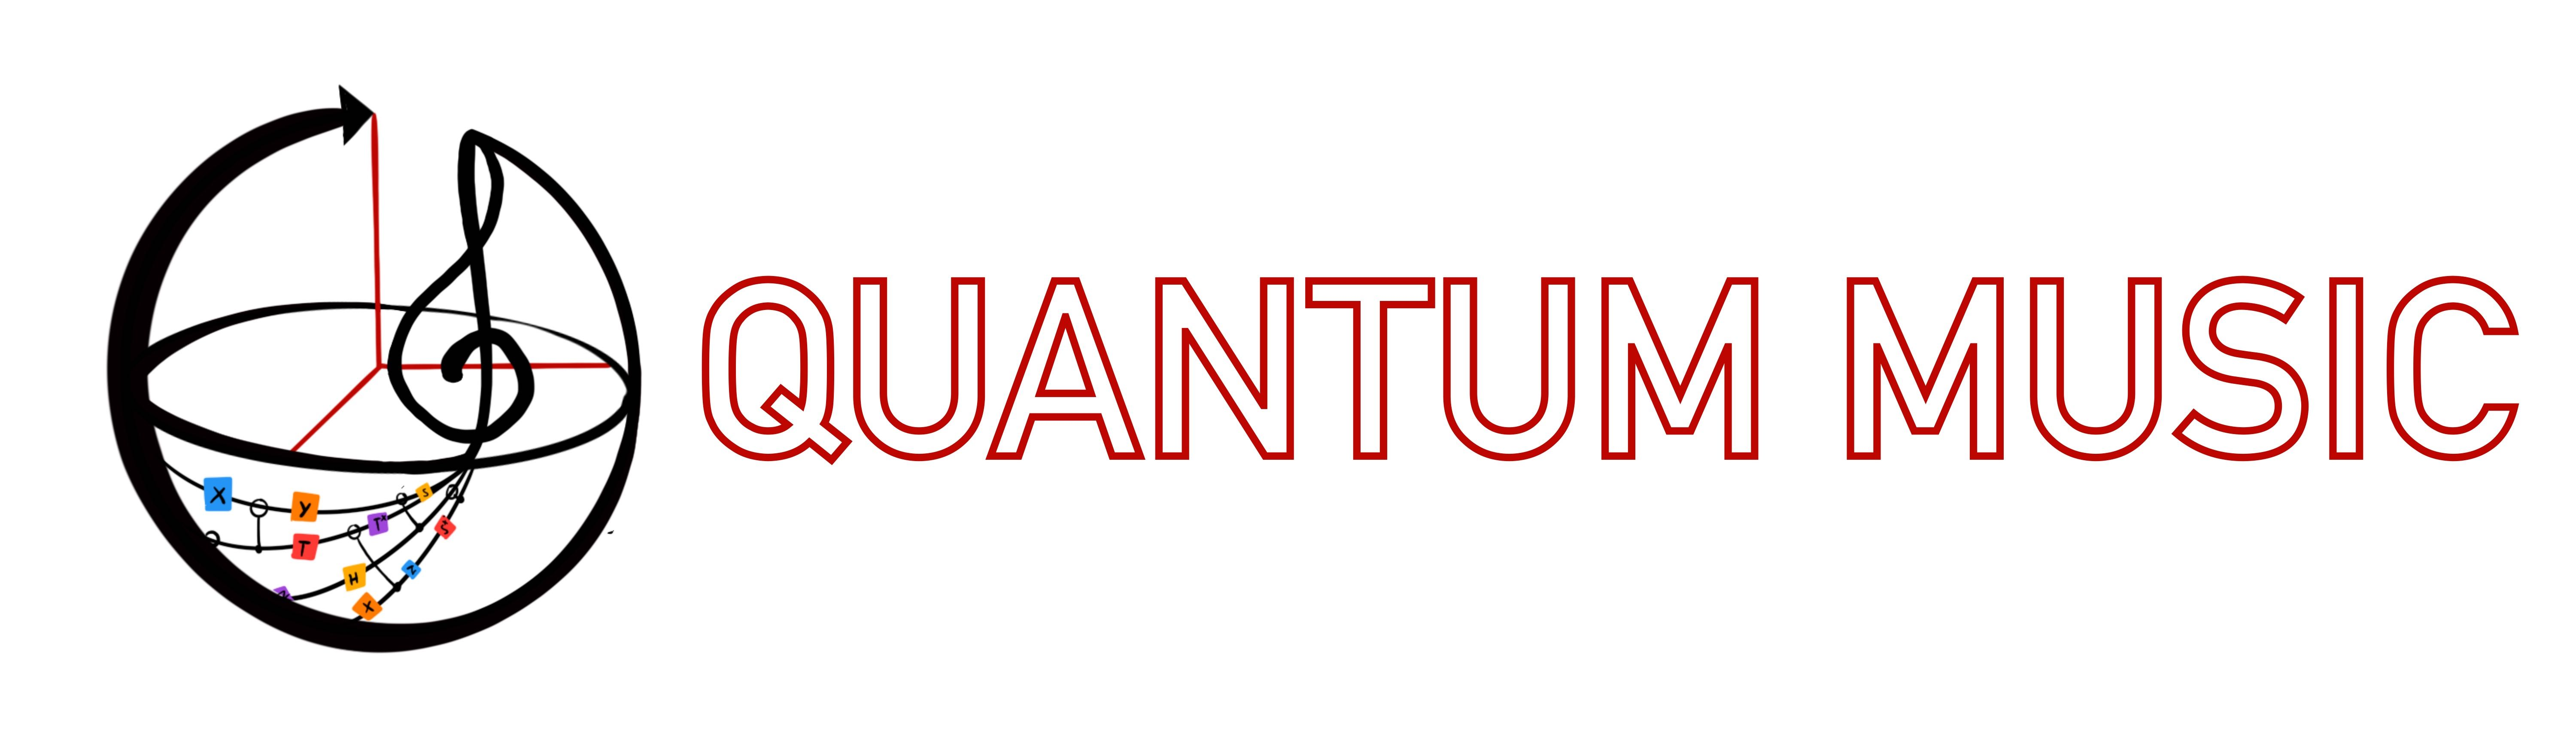 QUANTUM MUSIC
X Y S
T T
H Z
X